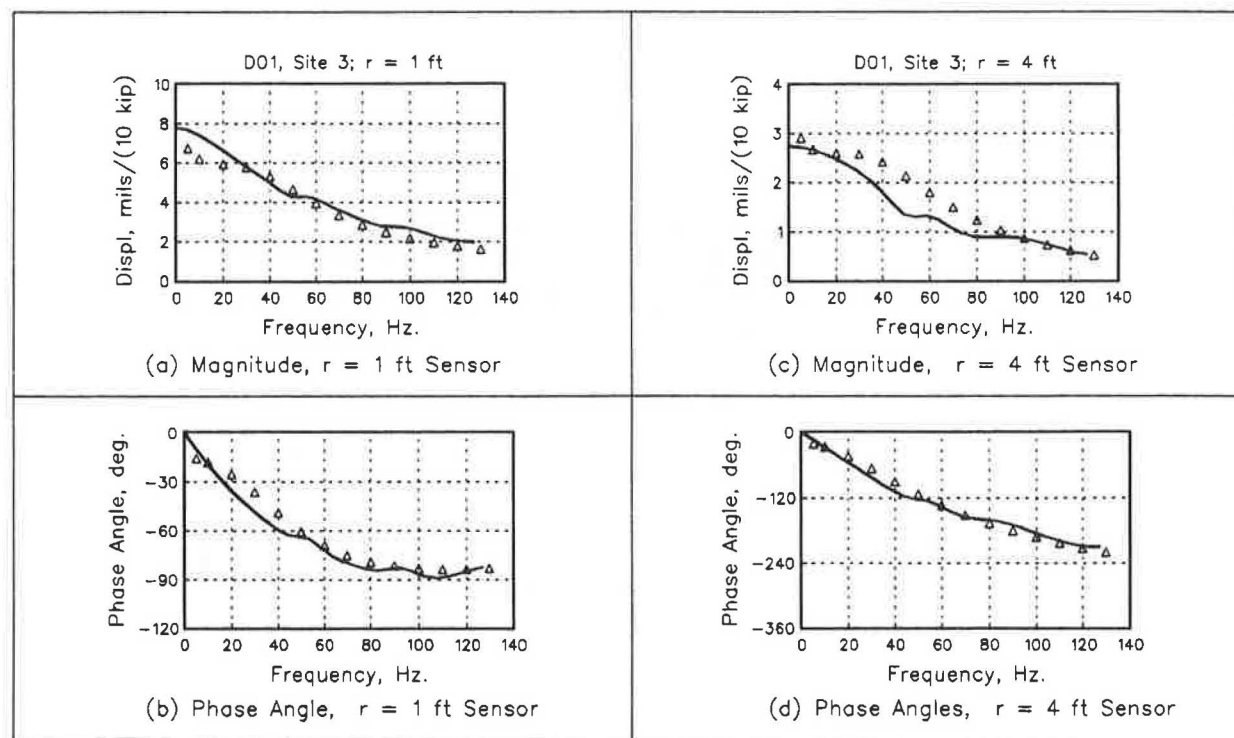 D01, Site 3; r = 1 ft
Displ, mils/(10 kip)
10
8
6
4
2
0
0 20 40 60 80 100 120 140
Frequency, Hz.
(a) Magnitude, r = 1 ft Sensor
D01, Site 3; r = 4 ft
Displ, mils/(10 kip)
4
3
2
1
0
0 20 40 60 80 100 120 140
Frequency, Hz.
(c) Magnitude, r = 4 ft Sensor
Phase Angle, deg.
0
-30
-60
-90
-120
0 20 40 60 80 100 120 140
Frequency, Hz.
(b) Phase Angle, r = 1 ft Sensor
Phase Angle, deg.
0
-120
-240
-360
0 20 40 60 80 100 120 140
Frequency, Hz.
(d) Phase Angles, r = 4 ft Sensor